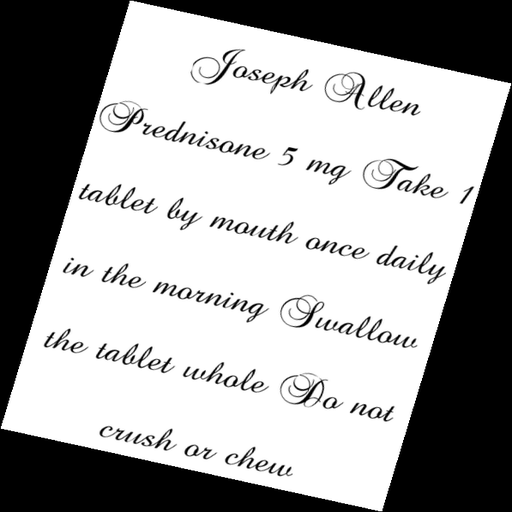 Joseph Allen
Prednisone 5 mg Take 1
tablet by mouth once daily
in the morning Swallow
the tablet whole Do not
crush or chew